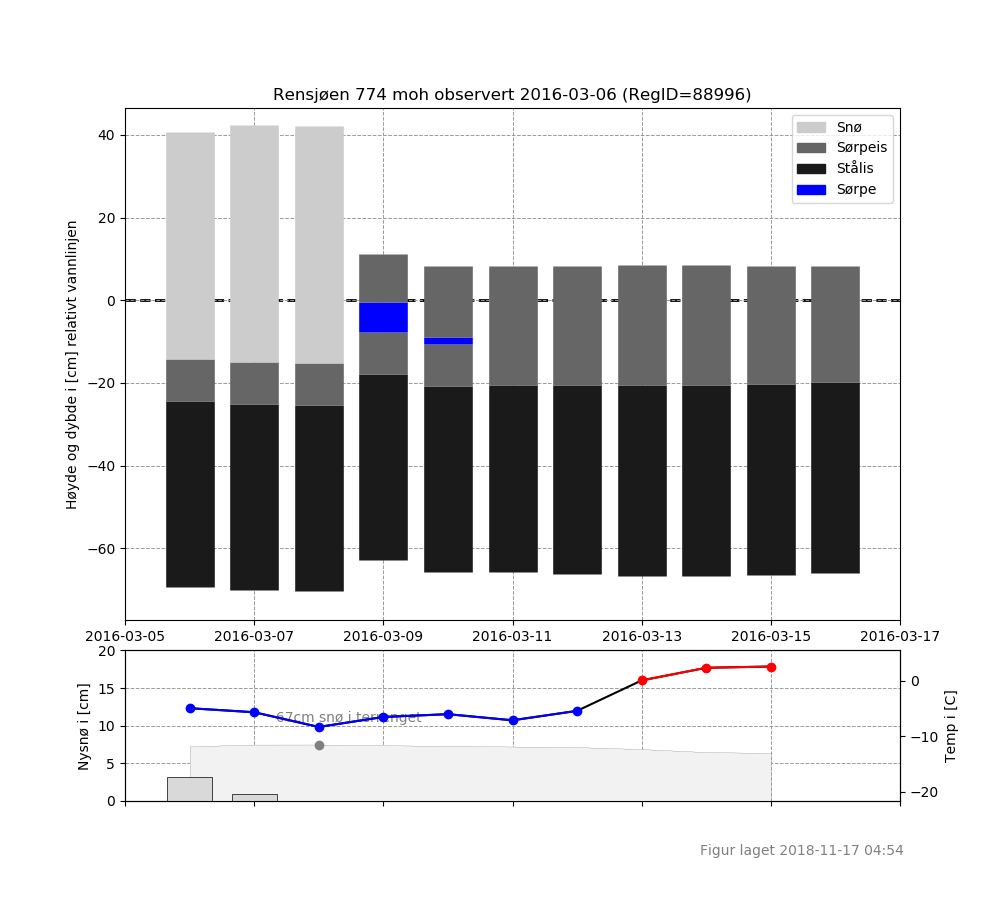 Rensjøen 774 moh observert 2016-03-06 (RegID=88996)
Høyde og dybde i [cm] relativt vannlinjen
40
20
0
−20
−40
−60
Snø
Sørpeis
Stålis
Sørpe
2016-03-05 2016-03-07 2016-03-09 2016-03-11 2016-03-13 2016-03-15 2016-03-17
Nysnø i [cm]
20
15
10
5
0
67cm snø i terrenget
0
−10
−20
Temp i [C]
Figur laget 2018-11-17 04:54